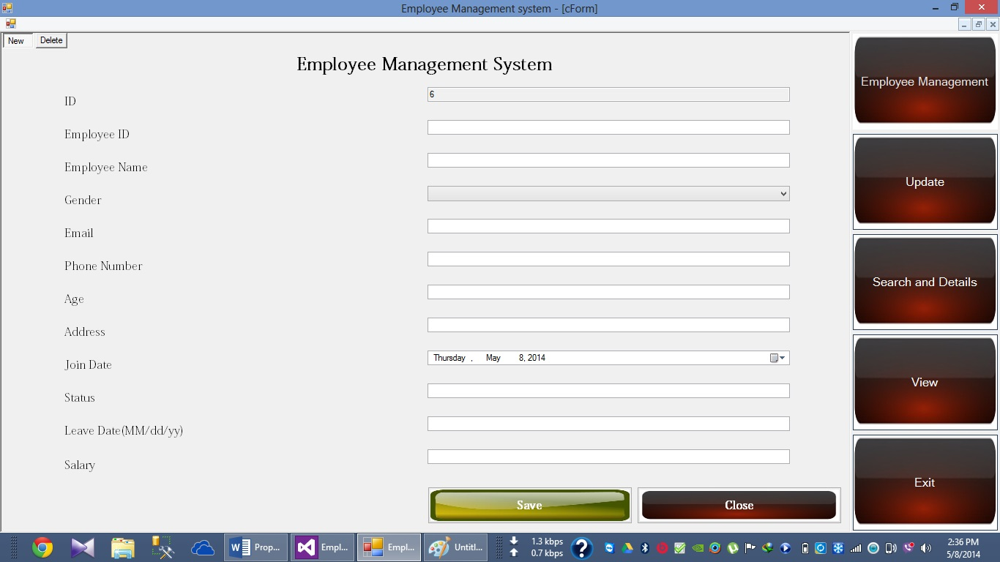 Employee Management system - [cForm]
New Delete
Employee Management System
ID 6
Employee ID
Employee Name
Gender
Email
Phone Number
Age
Address
Join Date Thursday , May 8, 2014
Status
Leave Date(MM/dd/yy)
Salary
Save Close
Employee Management
Update
Search and Details
View
Exit
Prop... Empl... Empl... Untitl...
1.3 kbps
0.7 kbps
2:36 PM
5/8/2014